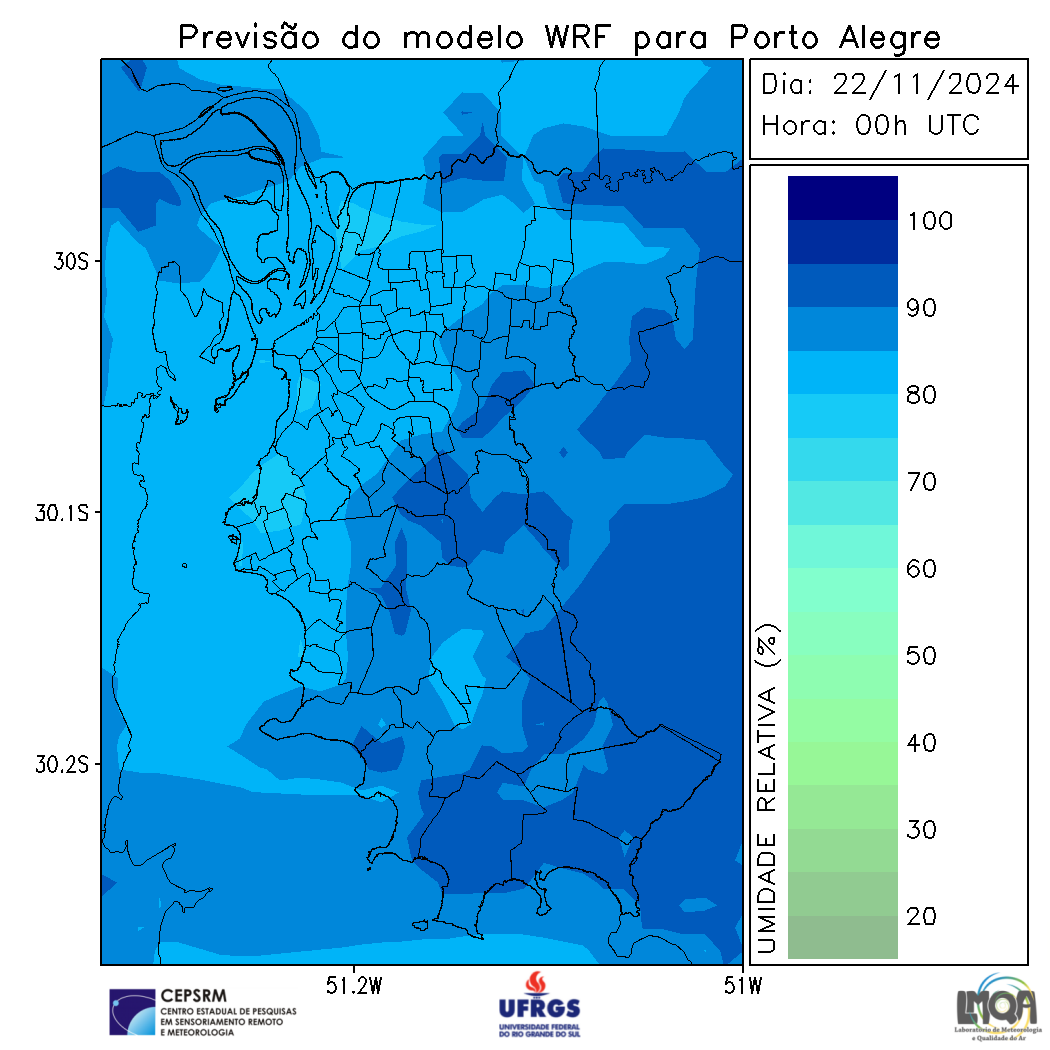 Previsão do modelo WRF para Porto Alegre
Dia: 22/11/2024
Hora: 00h UTC
30S
30.1S
30.2S
51.2W
51W
UMIDADE RELATIVA (%)
100
90
80
70
60
50
40
30
20
CEPSRM
CENTRO ESTADUAL DE PESQUISAS
EM SENSORIAMENTO REMOTO
E METEOROLOGIA
UFRGS
UNIVERSIDADE FEDERAL
DO RIO GRANDE DO SUL
LMQA
Laboratório de Meteorologia
e Qualidade do Ar